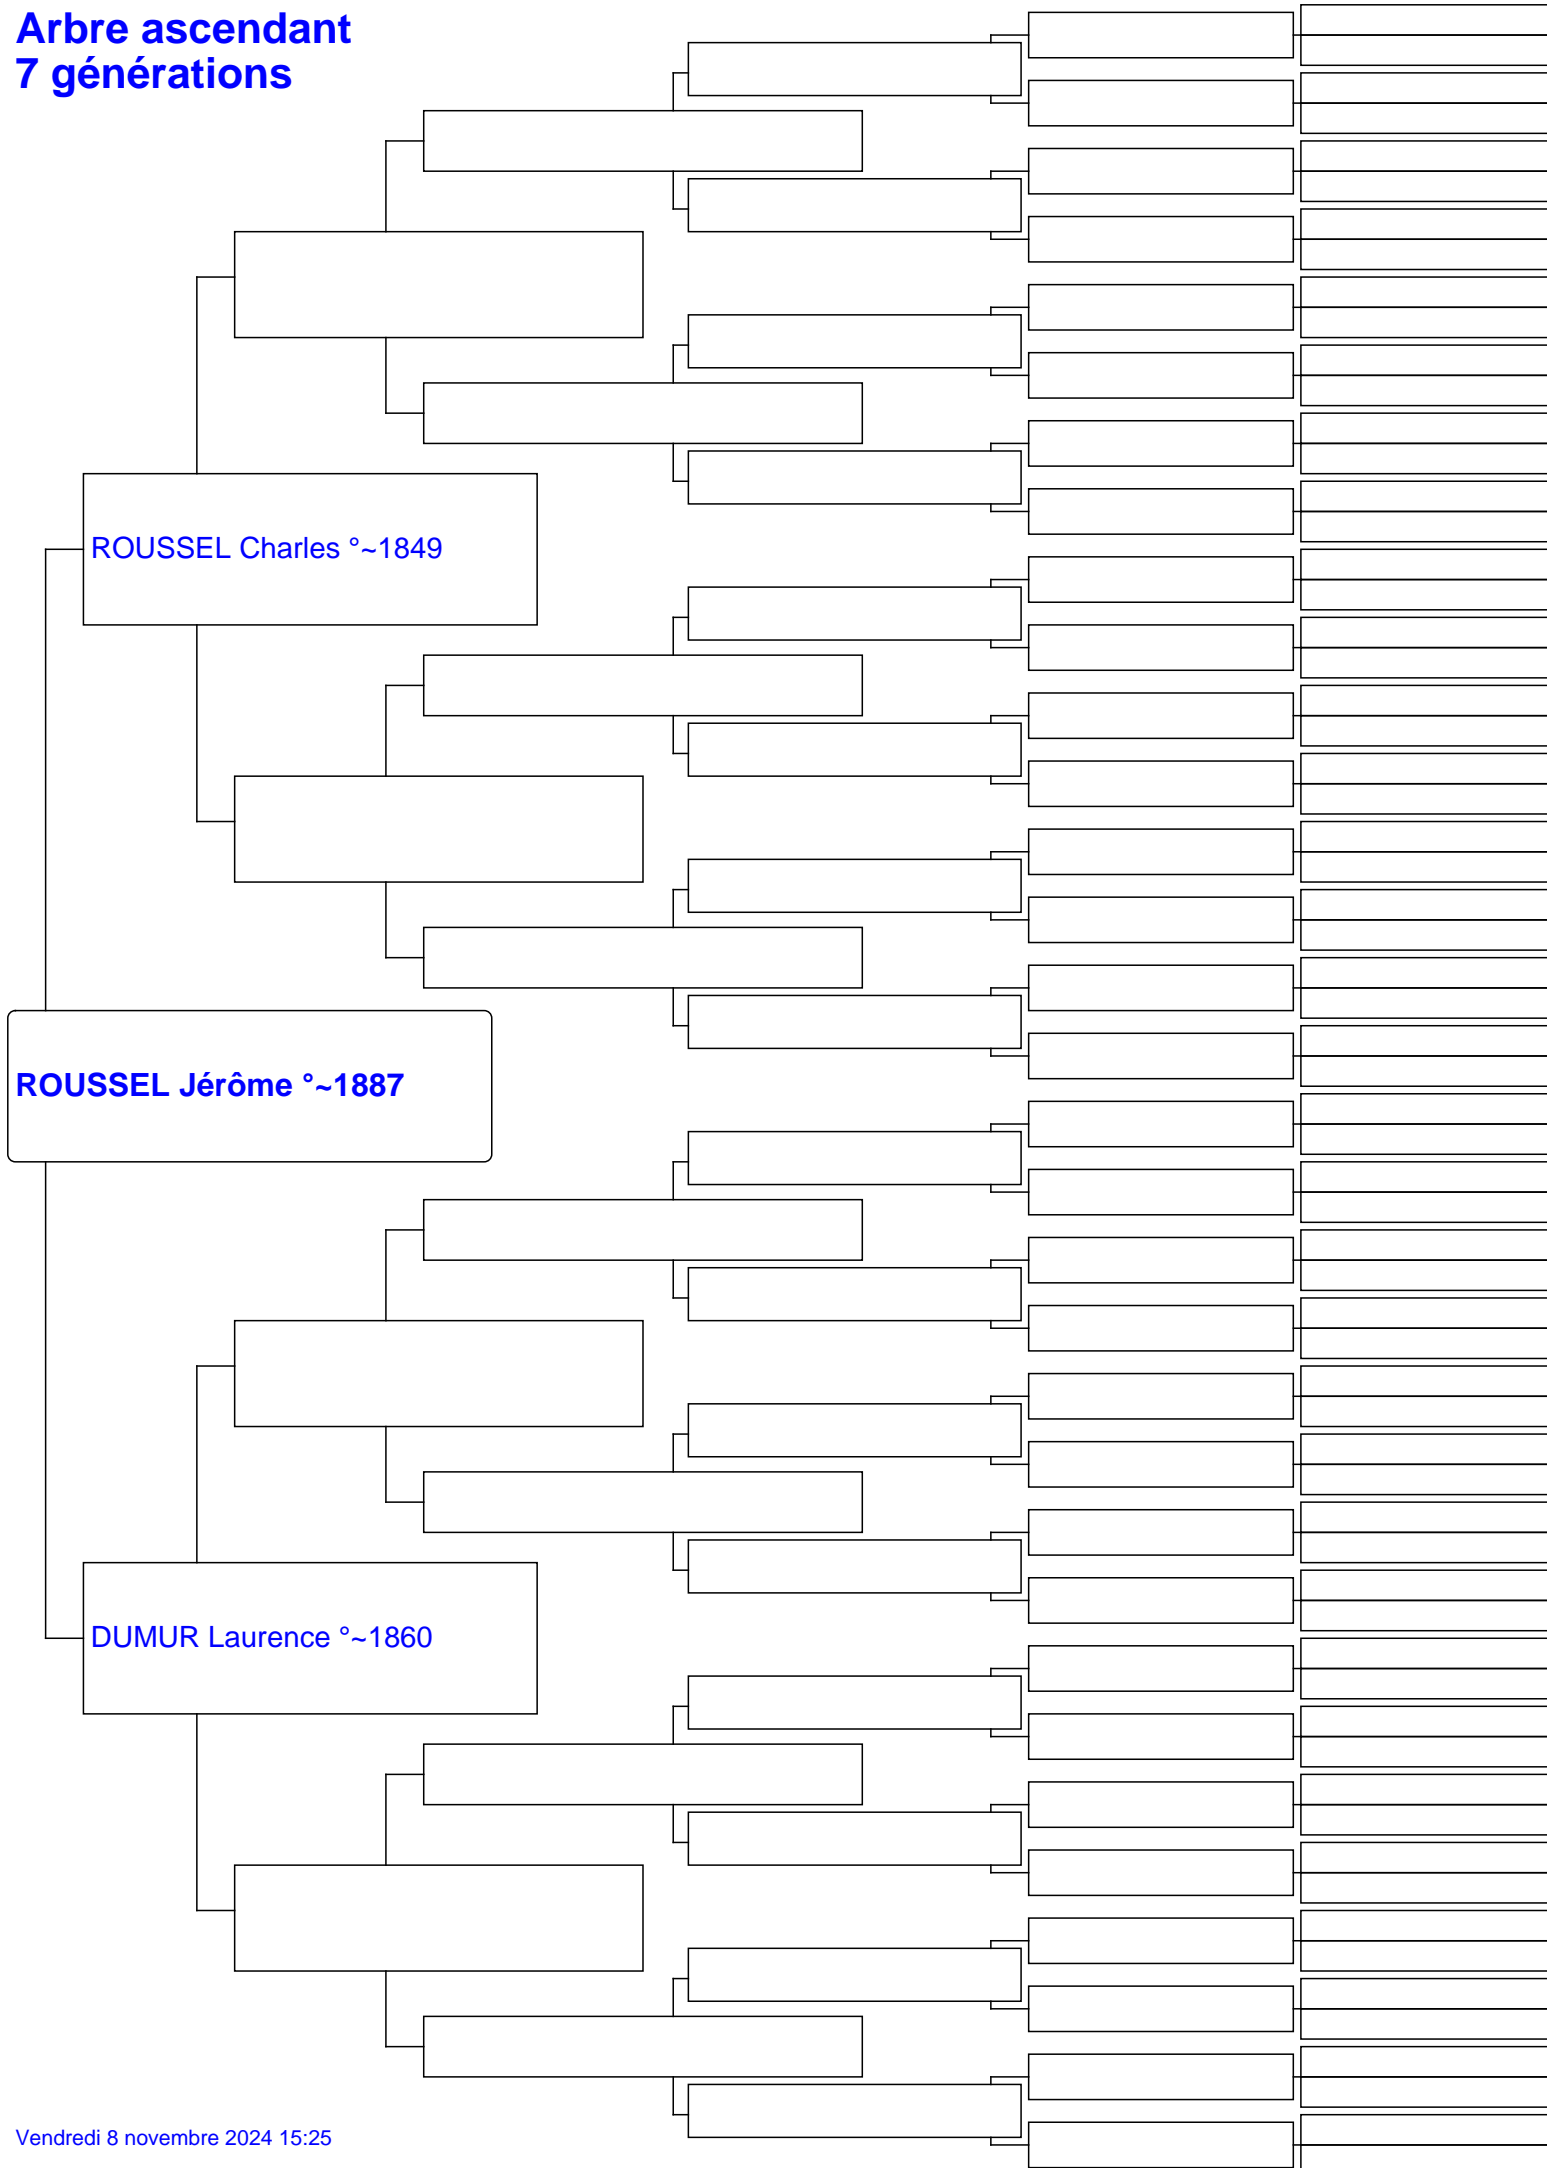 Arbre ascendant
7 générations
ROUSSEL Charles °~1849
ROUSSEL Jérôme °~1887
DUMUR Laurence °~1860
Vendredi 8 novembre 2024 15:25